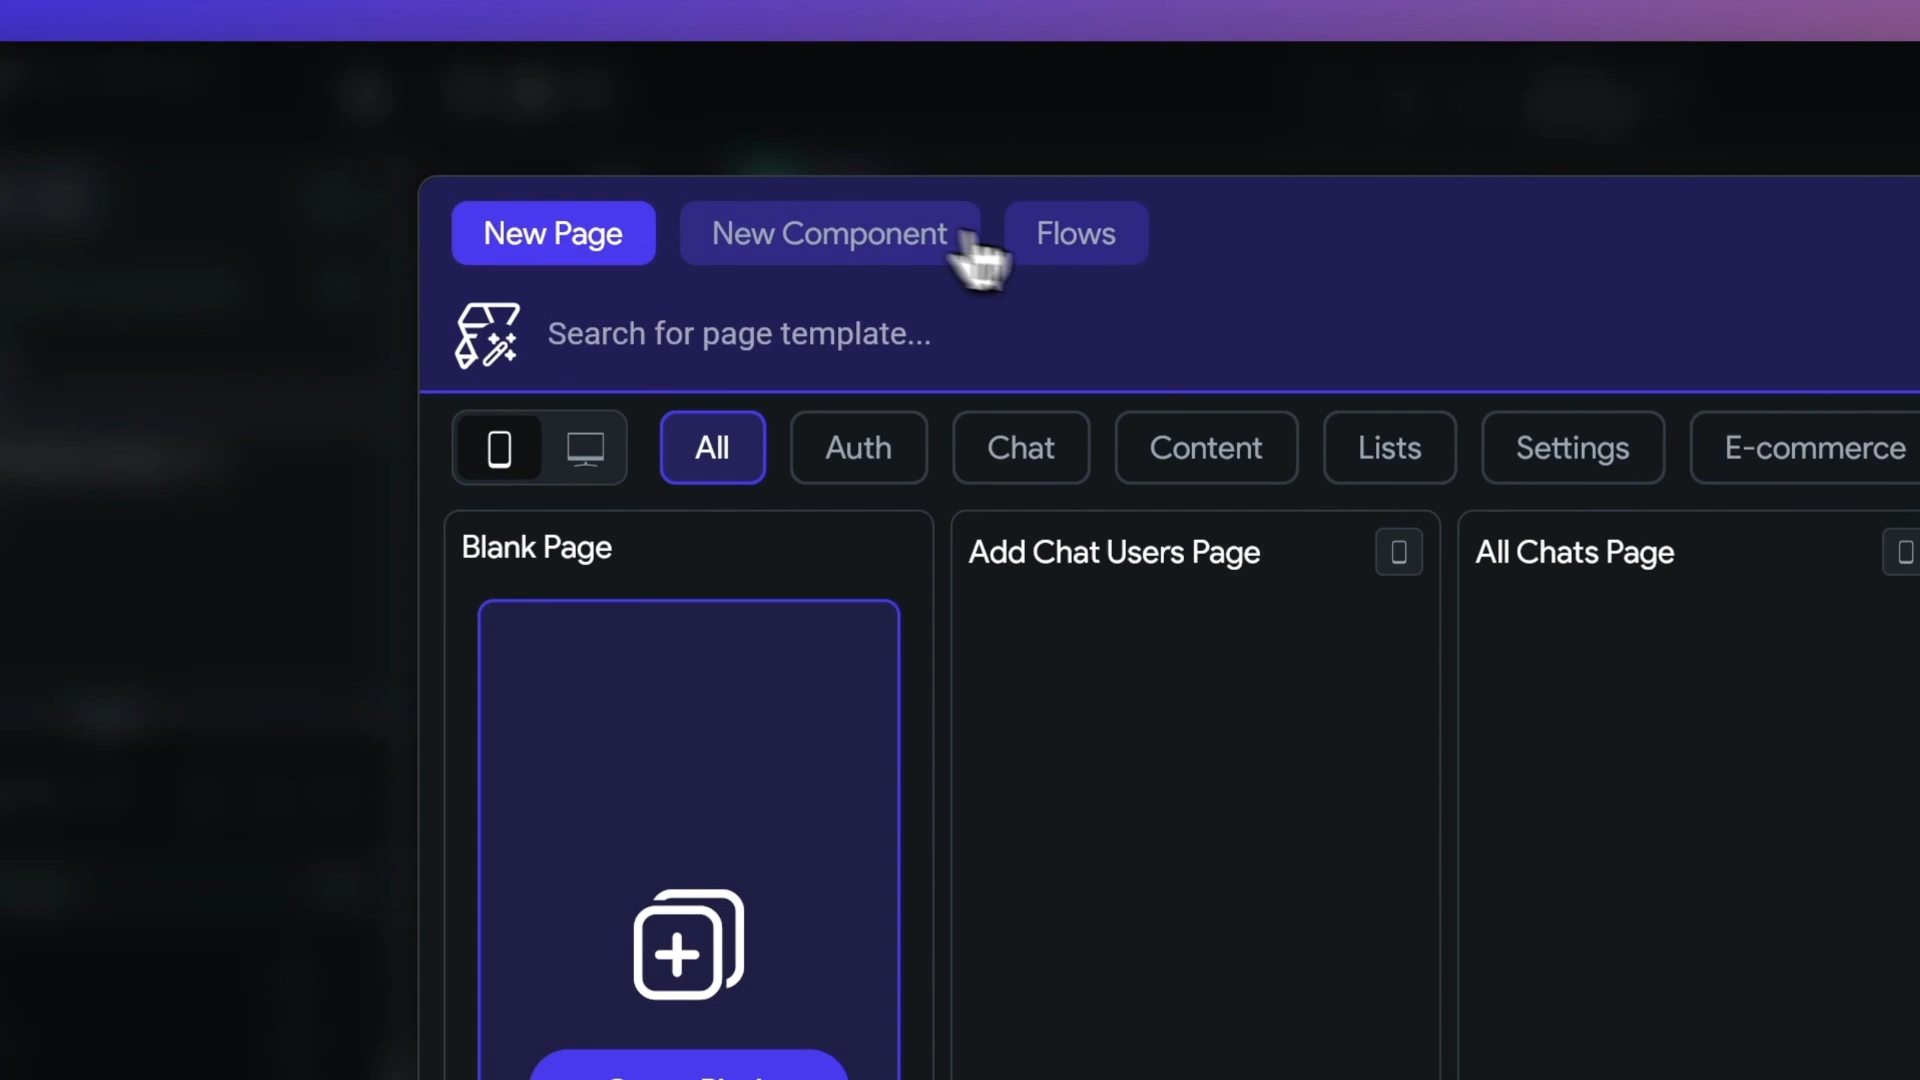 New Page New Component Flows
Search for page template...
All Auth Chat Content Lists Settings E-commerce
Blank Page Add Chat Users Page All Chats Page